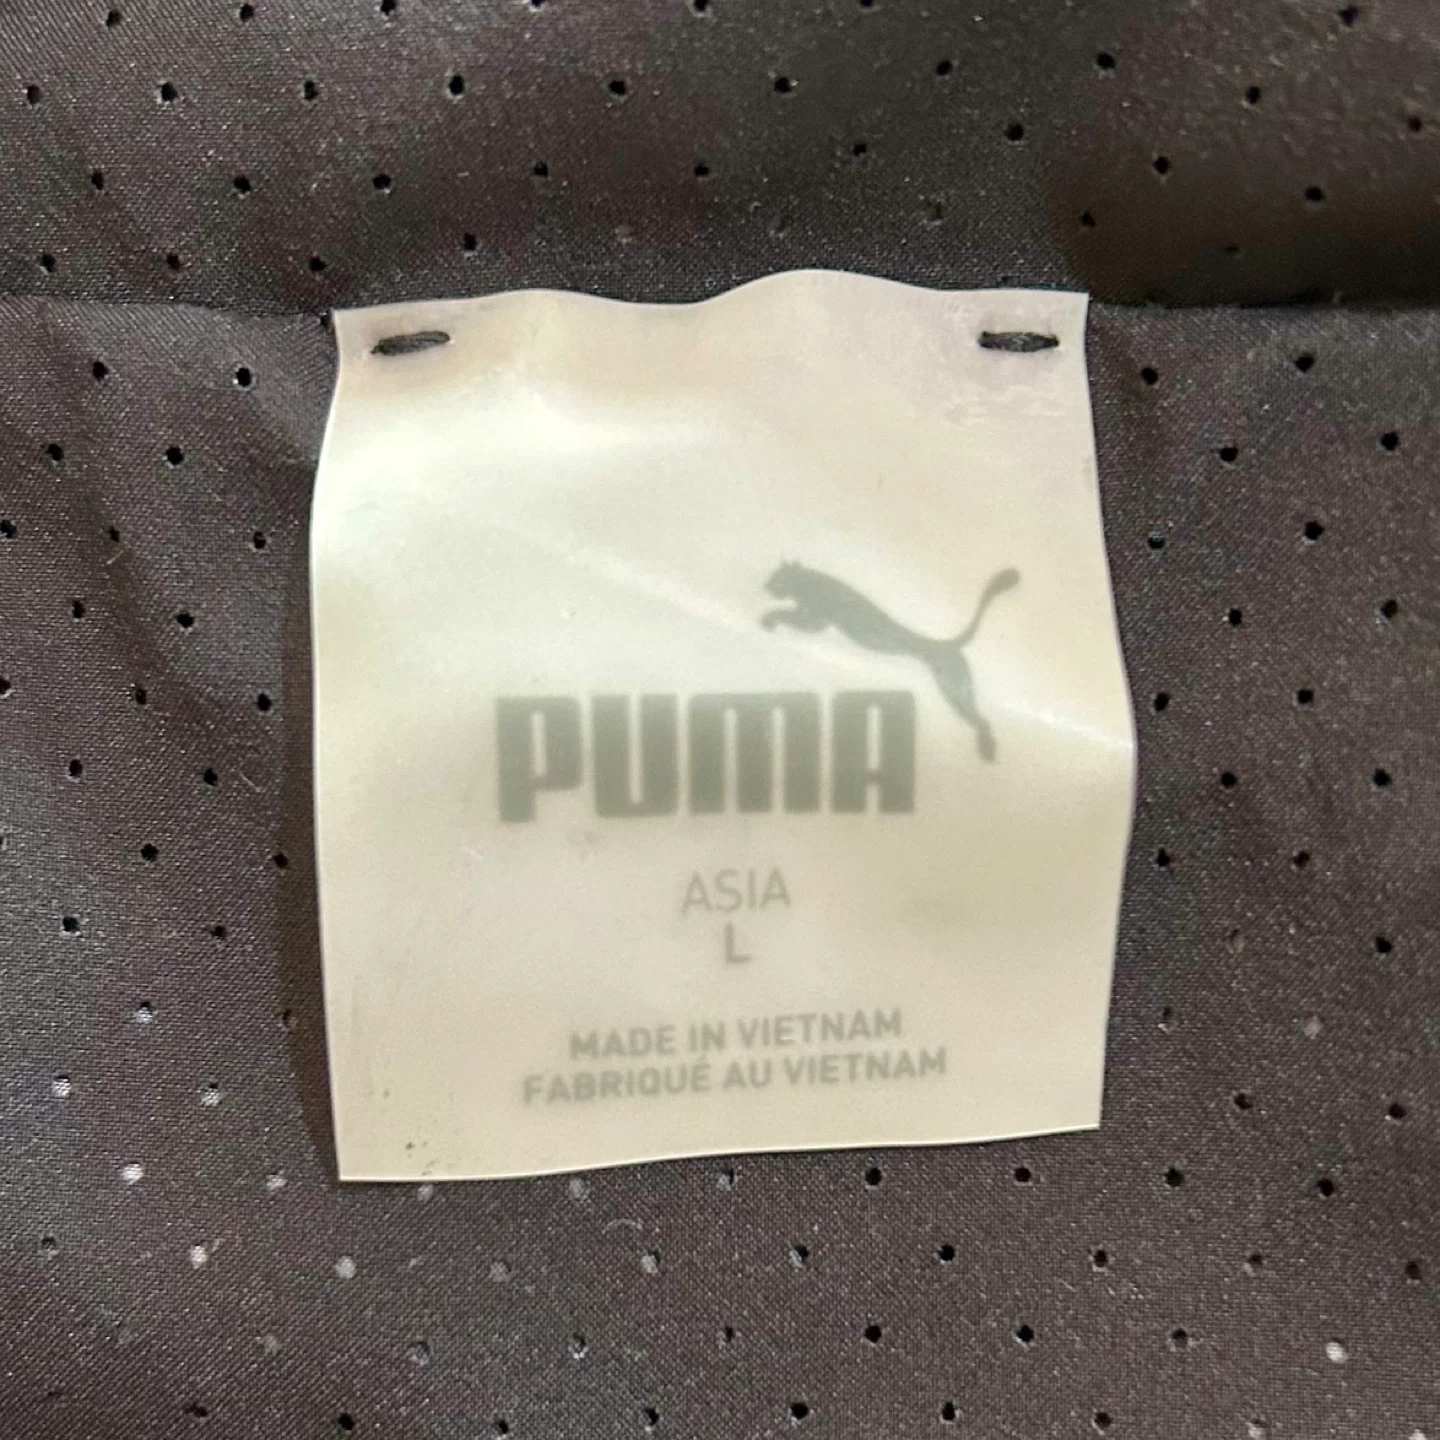 PUMA
ASIA
L
MADE IN VIETNAM
FABRIQUÉ AU VIETNAM